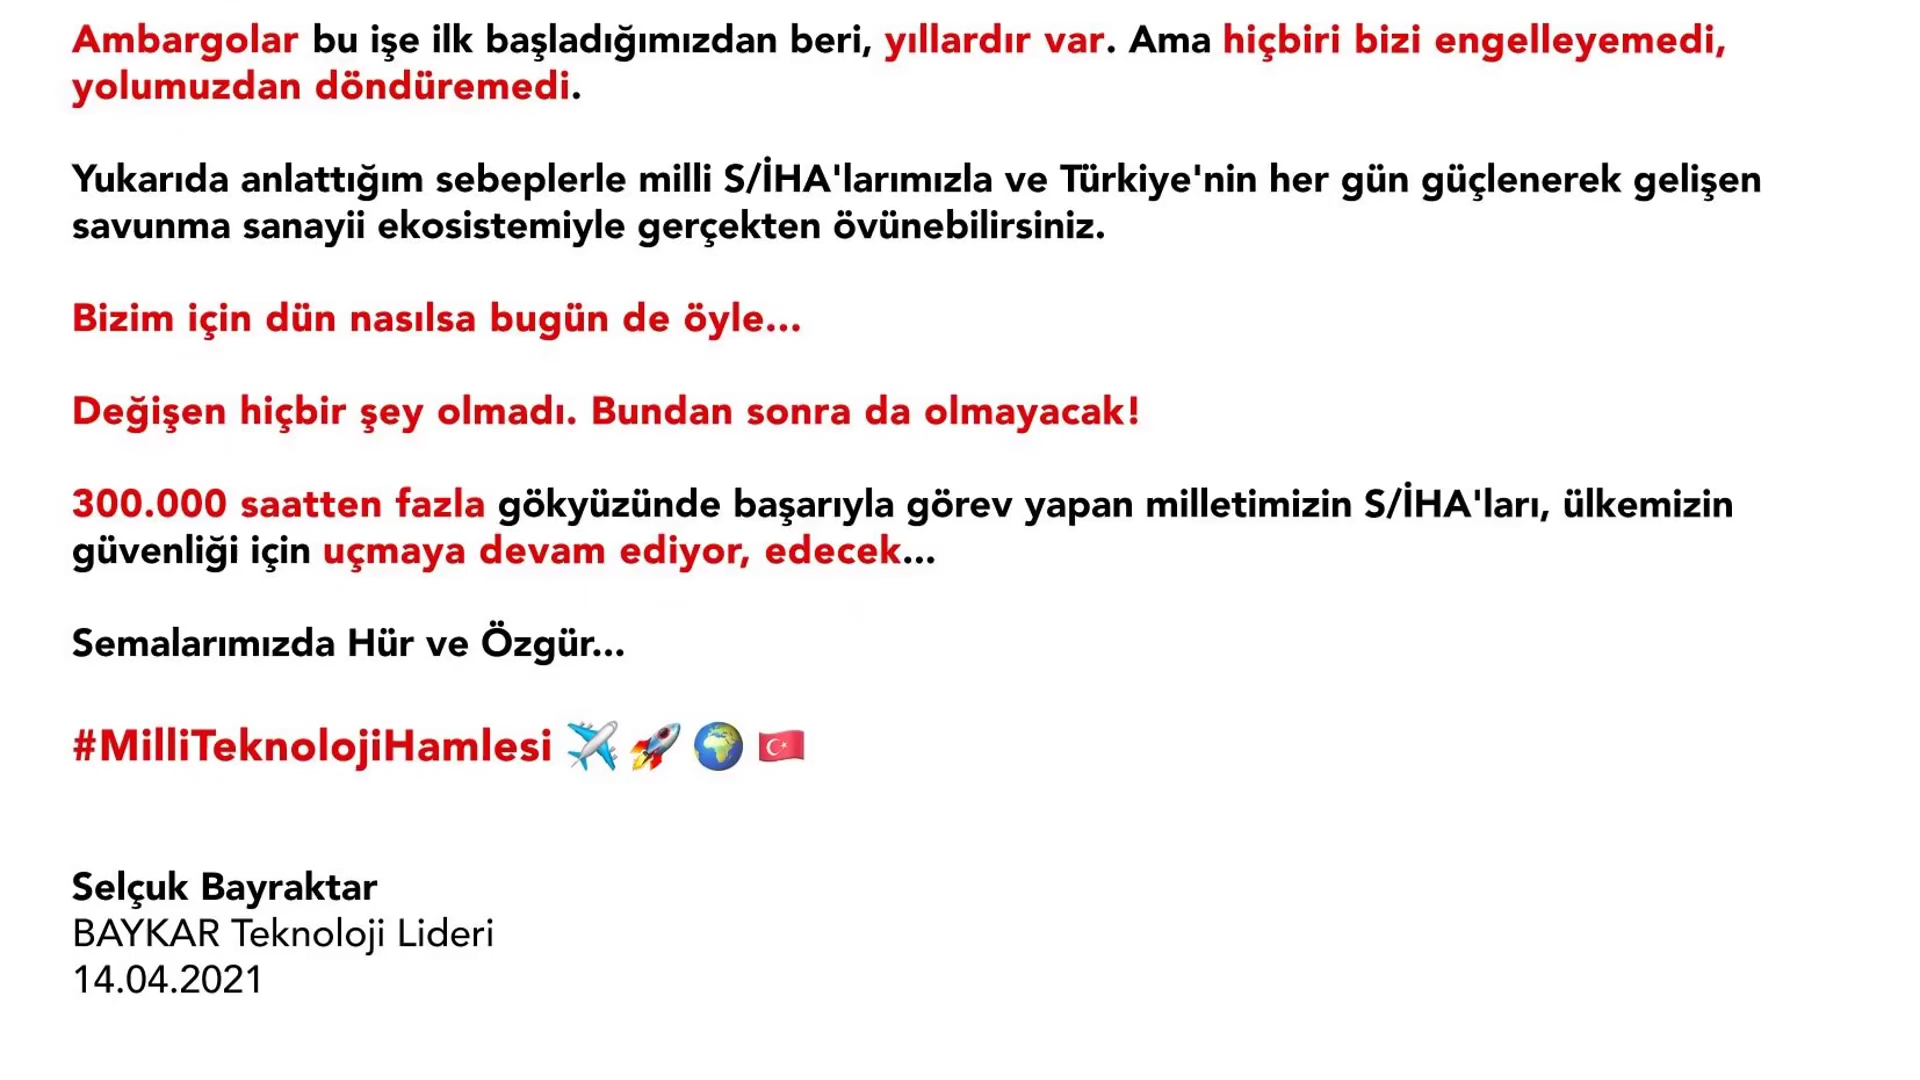 Ambargolar bu işe ilk başladığımızdan beri, yıllardır var. Ama hiçbiri bizi engelleyemedi,
yolumuzdan döndüremedi.
Yukarıda anlattığım sebeplerle milli S/İHA'larımızla ve Türkiye'nin her gün güçlenerek gelişen
savunma sanayii ekosistemiyle gerçekten övünebilirsiniz.
Bizim için dün nasılsa bugün de öyle...
Değişen hiçbir şey olmadı. Bundan sonra da olmayacak!
300.000 saatten fazla gökyüzünde başarıyla görev yapan milletimizin S/İHA'ları, ülkemizin
güvenliği için uçmaya devam ediyor, edecek...
Semalarımızda Hür ve Özgür...
#MilliTeknolojiHamlesi ✈️🚀🌍🇹🇷
Selçuk Bayraktar
BAYKAR Teknoloji Lideri
14.04.2021